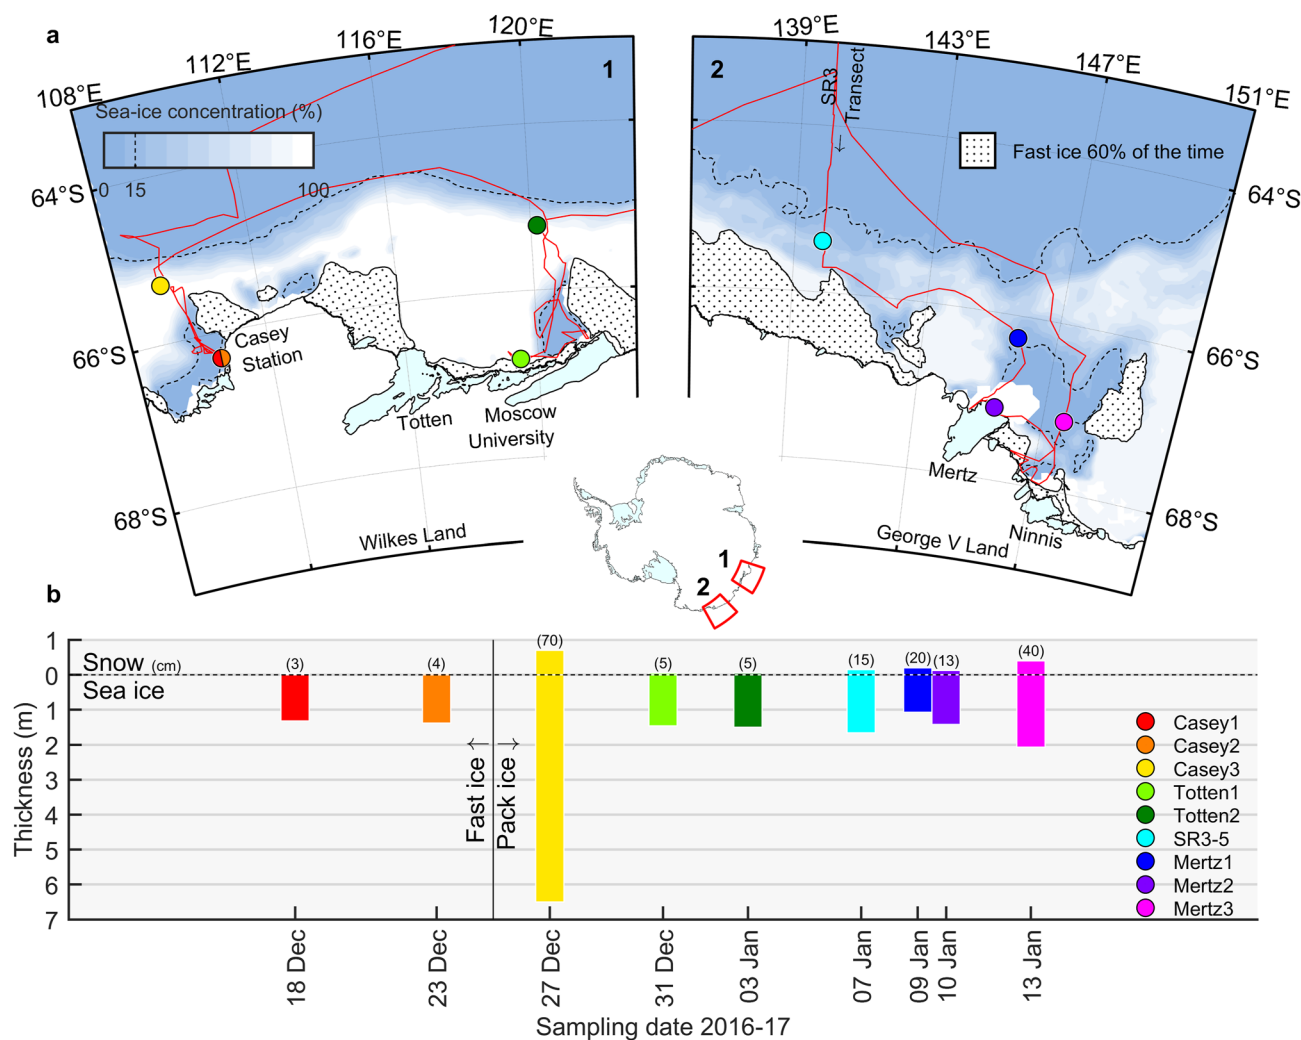 a
108°E
112°E
116°E
120°E
1
Sea-ice concentration (%)
0 15 100
64°S
66°S
68°S
Casey
Station
Totten
Moscow
University
Wilkes Land
2
139°E
143°E
147°E
151°E
SR3
Transect
→
Fast ice 60% of the time
64°S
66°S
68°S
Mertz
Ninnis
George V Land
1
2
b
Thickness (m)
1
0
1
2
3
4
5
6
7
Snow (cm)
Sea ice
(3)
(4)
(70)
(5)
(5)
(15)
(20)
(13)
(40)
Fast ice →
Pack ice →
Casey1
Casey2
Casey3
Totten1
Totten2
SR3-5
Mertz1
Mertz2
Mertz3
18 Dec
23 Dec
27 Dec
31 Dec
03 Jan
07 Jan
09 Jan
10 Jan
13 Jan
Sampling date 2016-17